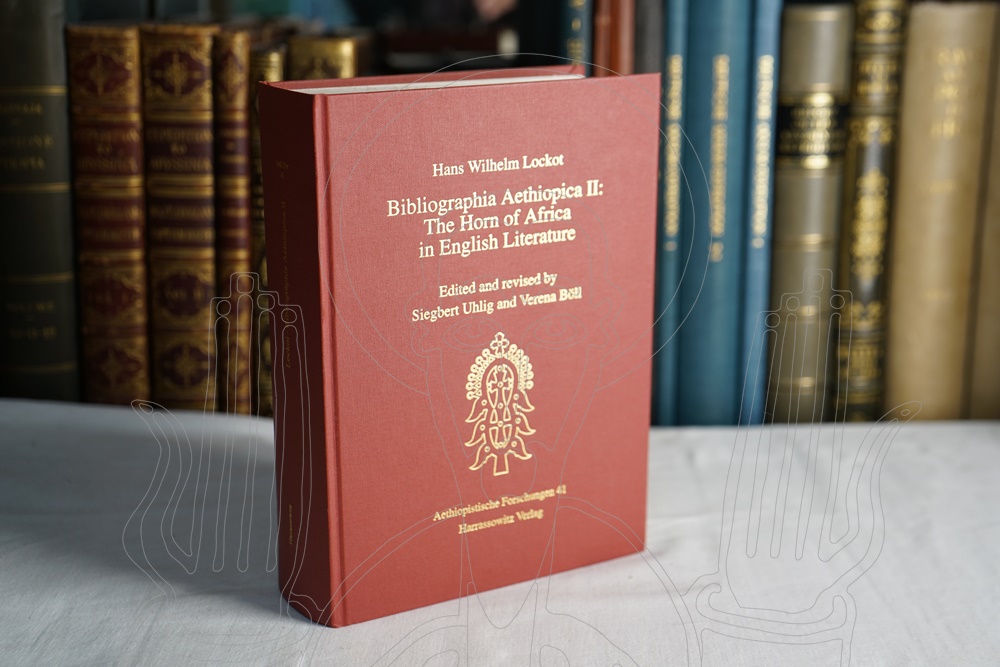 Hans Wilhelm Lockot
Bibliographia Aethiopica II:
The Horn of Africa
in English Literature
Edited and revised by
Siegbert Uhlig and Verena Böll
Aethiopistische Forschungen 41
Harrassowitz Verlag